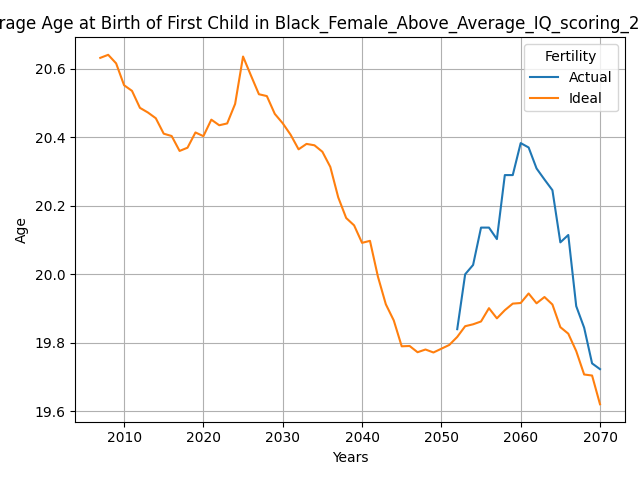 rage Age at Birth of First Child in Black_Female_Above_Average_IQ_scoring_2
Fertility
Actual
Ideal
Age
20.6
20.4
20.2
20.0
19.8
19.6
2010 2020 2030 2040 2050 2060 2070
Years